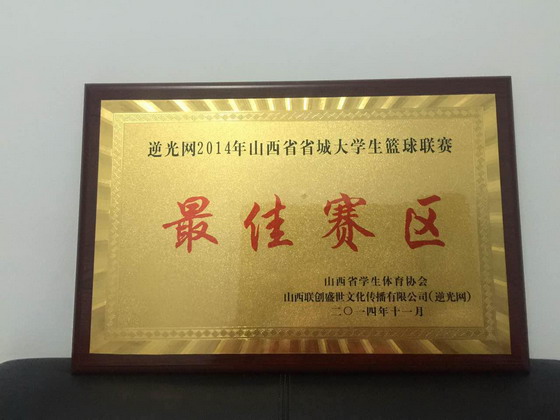 逆光网2014年山西省省城大学生篮球联赛
最佳赛区
山西省学生体育协会
山西联创盛世文化传播有限公司(逆光网)
二〇一四年十一月